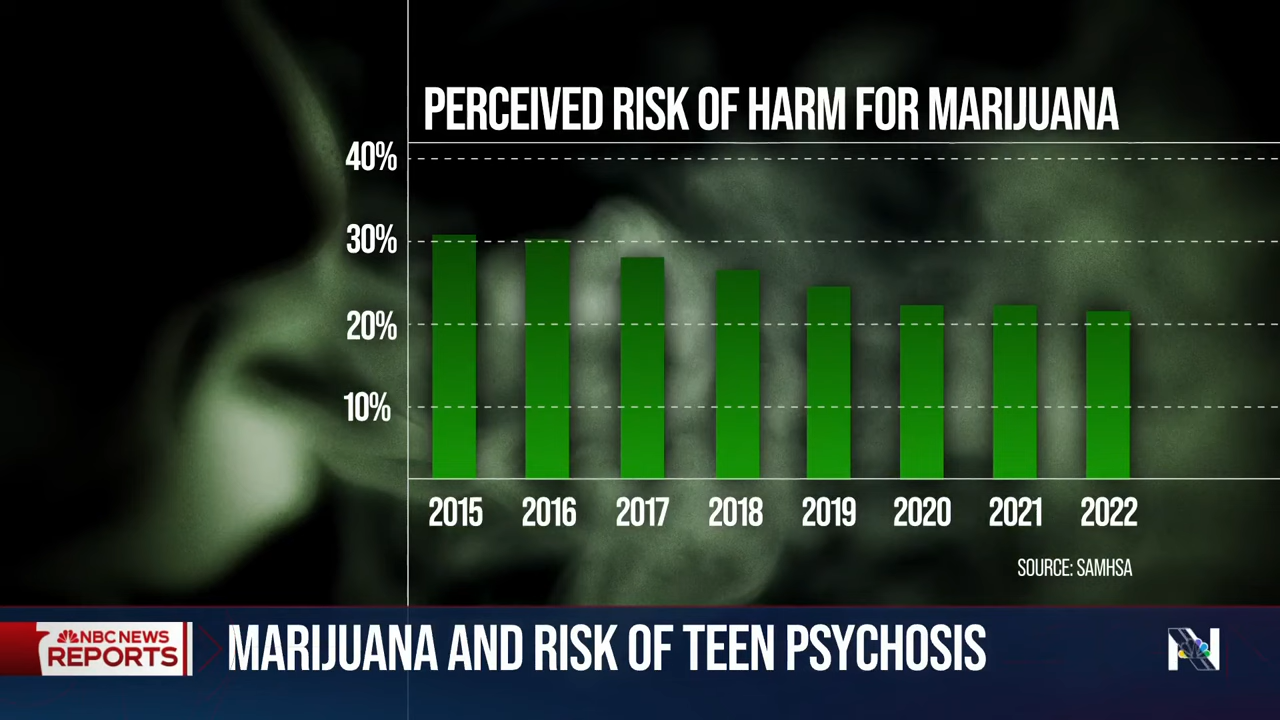 PERCEIVED RISK OF HARM FOR MARIJUANA
40%
30%
20%
10%
2015 2016 2017 2018 2019 2020 2021 2022
SOURCE: SAMHSA
NBC NEWS
REPORTS
MARIJUANA AND RISK OF TEEN PSYCHOSIS
N